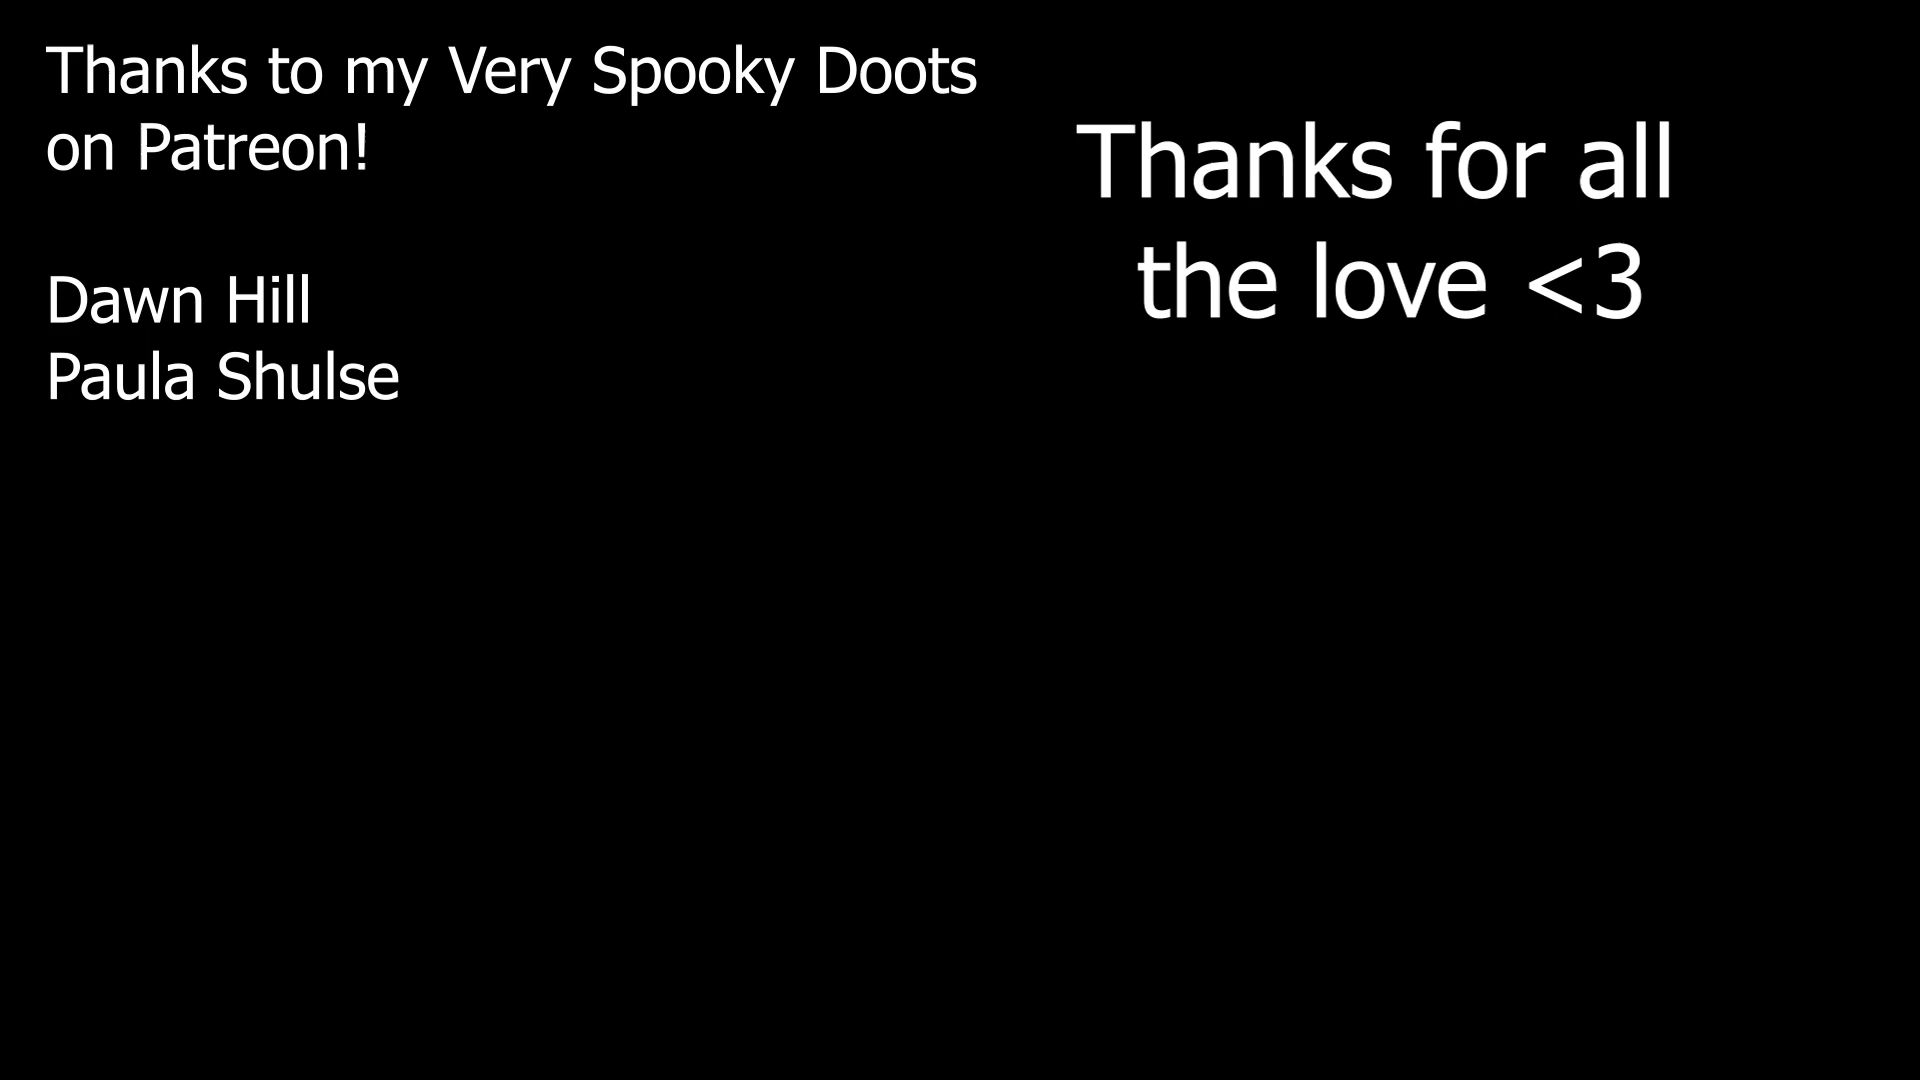 Thanks to my Very Spooky Doots
on Patreon!
Dawn Hill
Paula Shulse
Thanks for all
the love <3